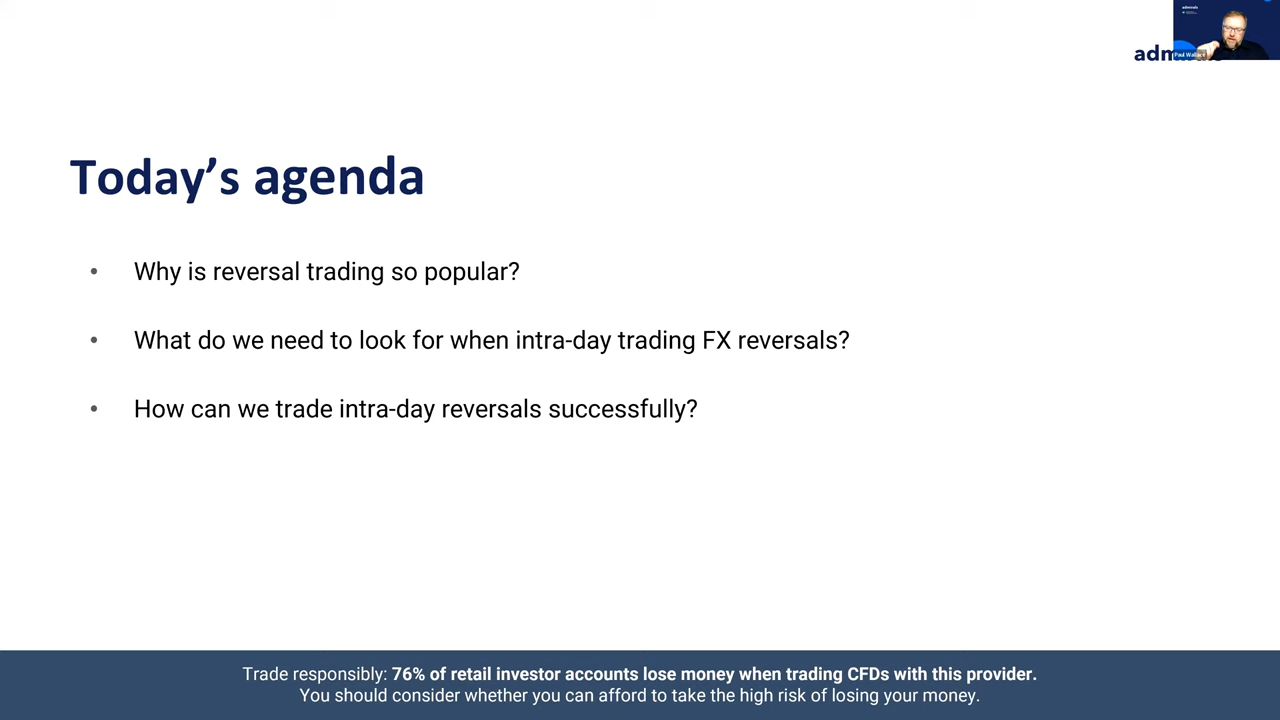 admirals
Paul Wallace
Today's agenda
• Why is reversal trading so popular?
• What do we need to look for when intra-day trading FX reversals?
• How can we trade intra-day reversals successfully?
Trade responsibly: 76% of retail investor accounts lose money when trading CFDs with this provider.
You should consider whether you can afford to take the high risk of losing your money.